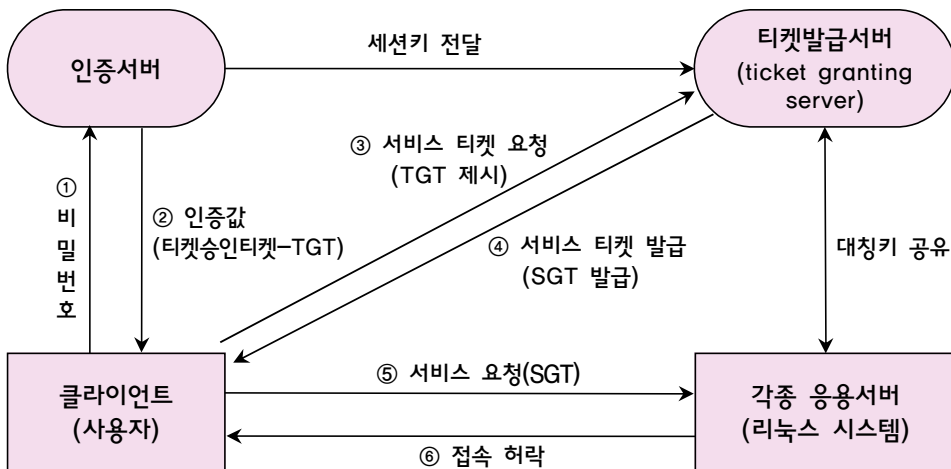 인증서버
세션키 전달
티켓발급서버
(ticket granting
server)
① 비밀번호
② 인증값
(티켓승인티켓-TGT)
③ 서비스 티켓 요청
(TGT 제시)
④ 서비스 티켓 발급
(SGT 발급)
대칭키 공유
클라이언트
(사용자)
⑤ 서비스 요청(SGT)
⑥ 접속 허락
각종 응용서버
(리눅스 시스템)